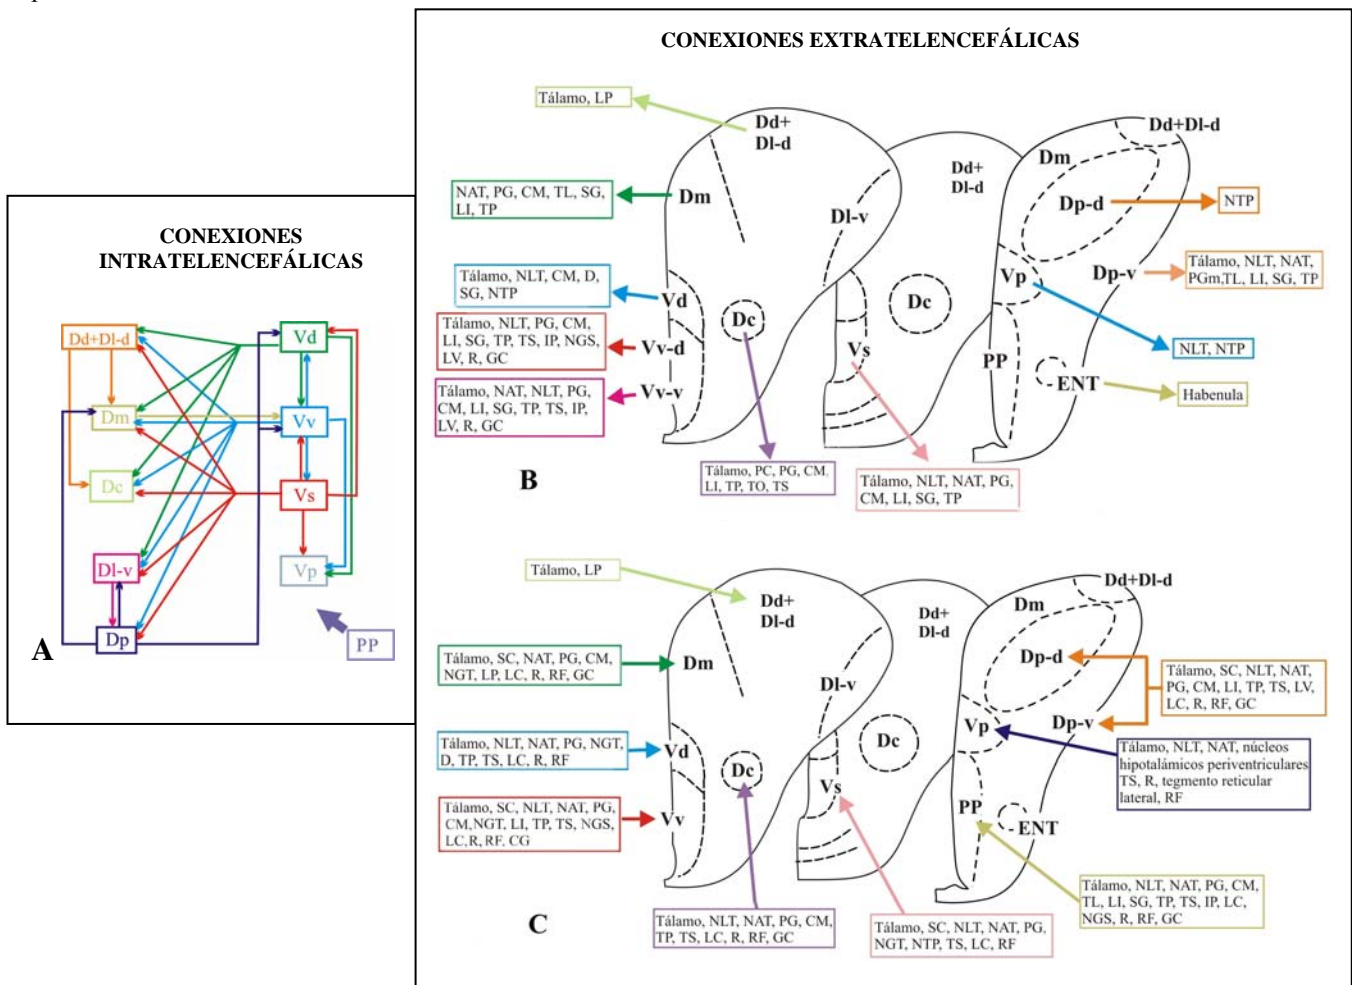 CONEXIONES
INTRATELENCEFÁLICAS
Dd+Dl-d
Vd
Dm
Vv
Dc
Vs
Dl-v
Vp
Dp
PP
A
CONEXIONES EXTRATELENCEFÁLICAS
Tálamo, LP
Dd+
Dl-d
NAT, PG, CM, TL, SG,
LI, TP
Dm
Dl-v
Tálamo, NLT, CM, D,
SG, NTP
Vd
Tálamo, NLT, PG, CM,
LI, SG, TP, TS, IP, NGS,
LV, R, GC
Vv-d
Tálamo, NAT, NLT, PG,
CM, LI, SG, TP, TS, IP,
LV, R, GC
Vv-v
Dc
Tálamo, PC, PG, CM,
LI, TP, TO, TS
Dd+
Dl-d
Dc
Vs
Tálamo, NLT, NAT, PG,
CM, LI, SG, TP
Dd+Dl-d
Dm
Dp-d
NTP
Dp-v
Tálamo, NLT, NAT,
PGm,TL, LI, SG, TP
Vp
NLT, NTP
PP
ENT
Habenula
B
Tálamo, LP
Dd+
Dl-d
Tálamo, SC, NAT, PG, CM,
NGT, LP, LC, R, RF, GC
Dm
Dl-v
Tálamo, NLT, NAT, PG, NGT,
D, TP, TS, LC, R, RF
Vd
Tálamo, SC, NLT, NAT, PG,
CM,NGT, LI, TP, TS, NGS,
LC,R, RF, CG
Vv
Dc
Tálamo, NLT, NAT, PG, CM,
TP, TS, LC, R, RF, GC
Dd+
Dl-d
Dc
Vs
Tálamo, SC, NLT, NAT, PG,
NGT, NTP, TS, LC, RF
Dd+Dl-d
Dm
Dp-d
Dp-v
Tálamo, SC, NLT, NAT,
PG, CM, LI, TP, TS, LV,
LC, R, RF, GC
Vp
Tálamo, NLT, NAT, núcleos
hipotalámicos periventriculares
TS, R, tegmento reticular
lateral, RF
PP
ENT
Tálamo, NLT, NAT, PG, CM,
TL, LI, SG, TP, TS, IP, LC,
NGS, R, RF, GC
C